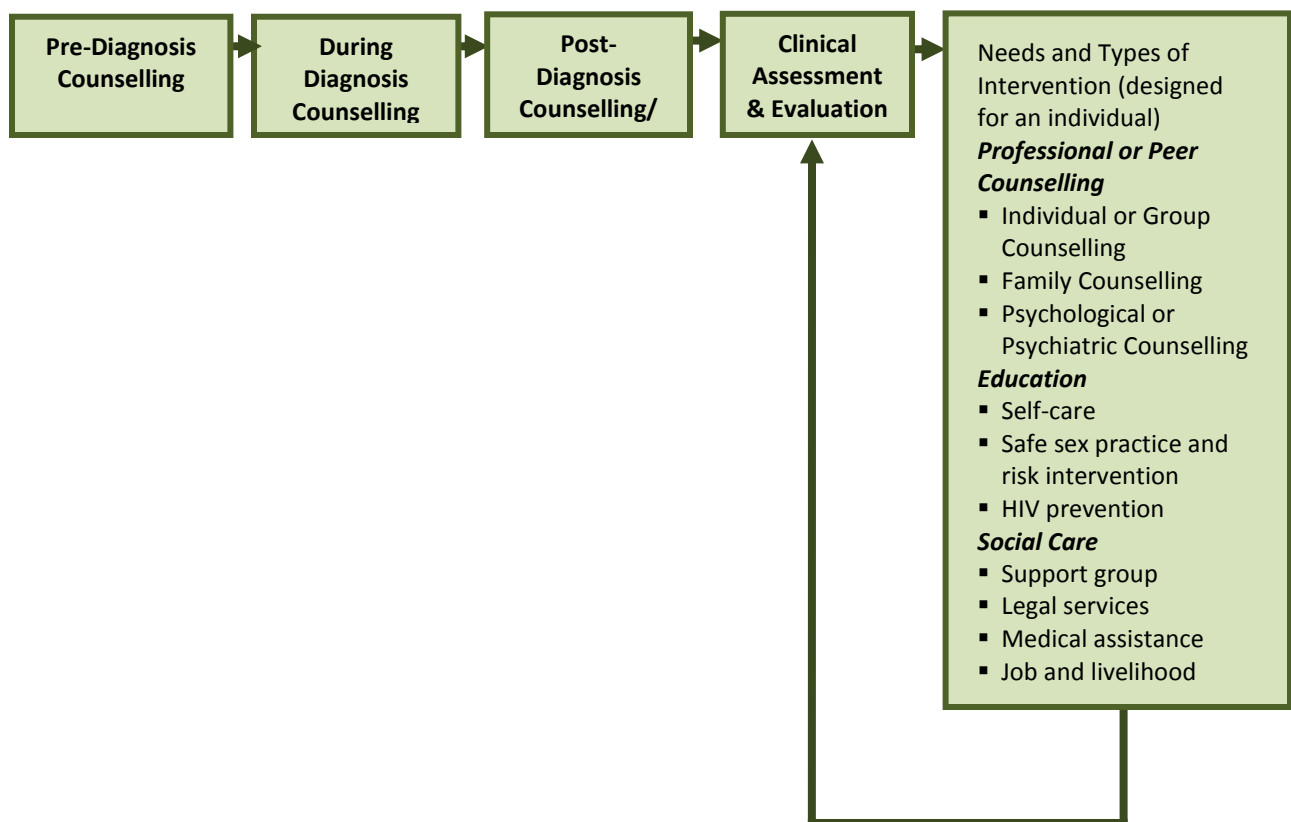 Pre-Diagnosis
Counselling
During
Diagnosis
Counselling
Post-
Diagnosis
Counselling/
Clinical
Assessment
& Evaluation
Needs and Types of
Intervention (designed
for an individual)
Professional or Peer
Counselling
▪ Individual or Group
Counselling
▪ Family Counselling
▪ Psychological or
Psychiatric Counselling
Education
▪ Self-care
▪ Safe sex practice and
risk intervention
▪ HIV prevention
Social Care
▪ Support group
▪ Legal services
▪ Medical assistance
▪ Job and livelihood